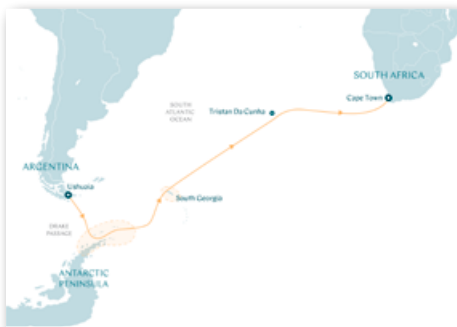 SOUTH AFRICA
Cape Town
SOUTH
ATLANTIC
OCEAN
Tristan Da Cunha
ARGENTINA
Ushuaia
South Georgia
DRAKE
PASSAGE
ANTARCTIC
PENINSULA